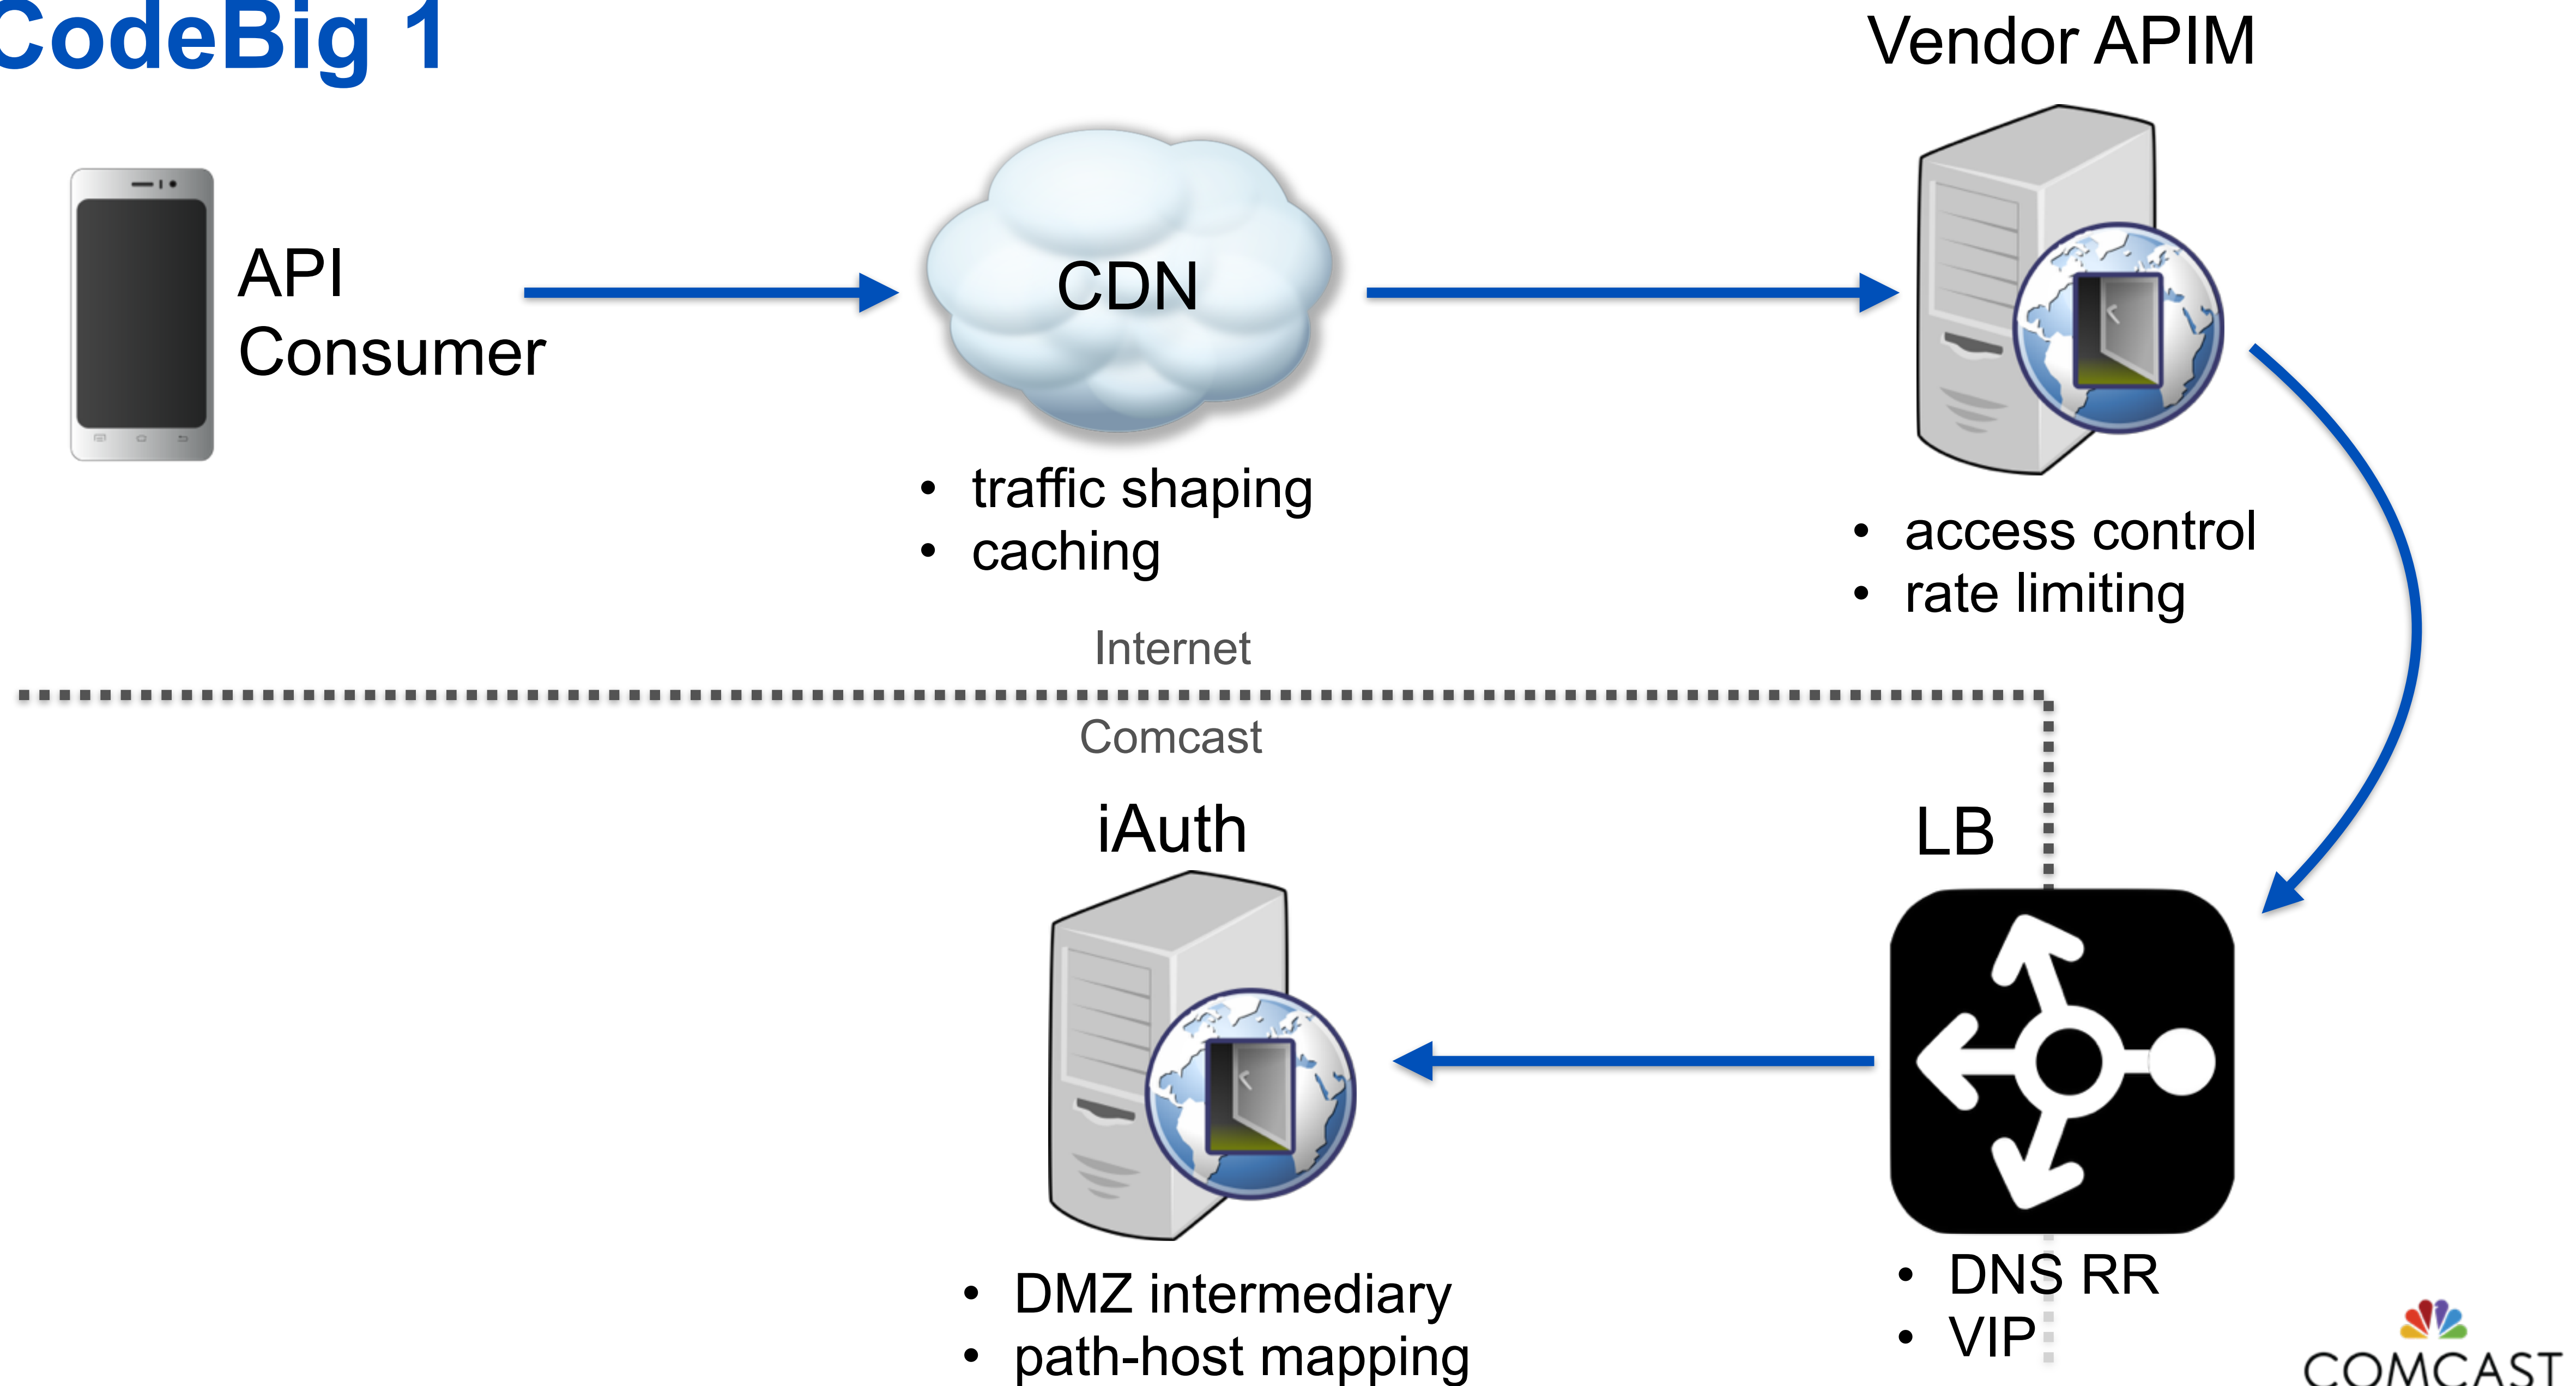 CodeBig 1
Vendor APIM
API
Consumer
CDN
• traffic shaping
• caching
• access control
• rate limiting
Internet
Comcast
iAuth
LB
• DMZ intermediary
• path-host mapping
• DNS RR
• VIP
COMCAST